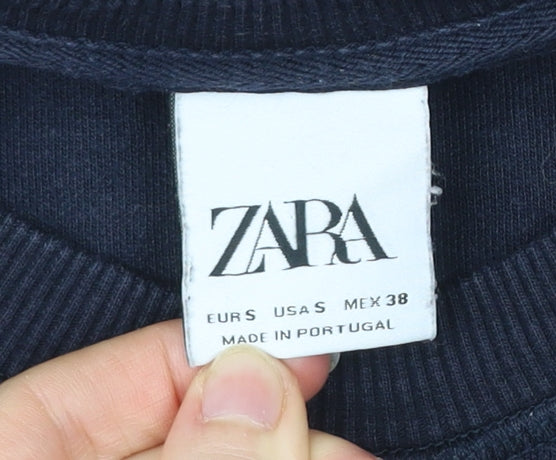 ZARA
EUR S USA S MEX 38
MADE IN PORTUGAL